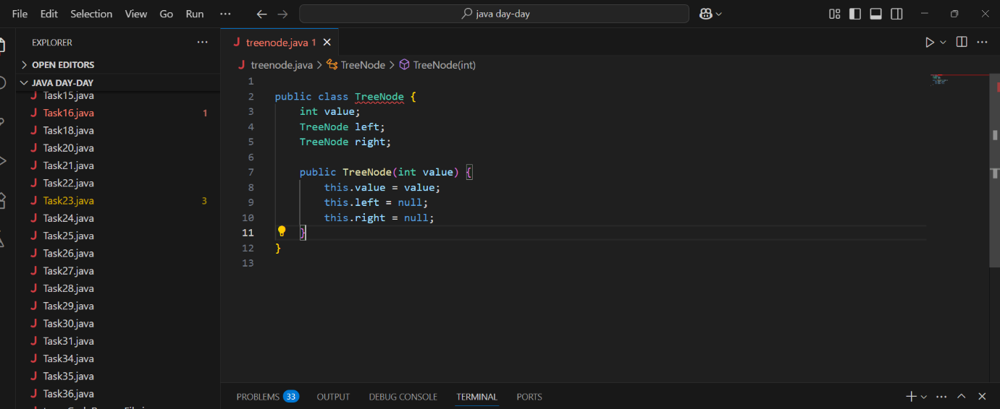 File Edit Selection View Go Run ··· java day-day
EXPLORER ···
OPEN EDITORS
JAVA DAY-DAY
Task15.java
Task16.java 1
Task18.java
Task20.java
Task21.java
Task22.java
Task23.java 3
Task24.java
Task25.java
Task26.java
Task27.java
Task28.java
Task29.java
Task30.java
Task31.java
Task34.java
Task35.java
Task36.java
J treenode.java 1 ×
J treenode.java > TreeNode > TreeNode(int)
1
2 public class TreeNode {
3 int value;
4 TreeNode left;
5 TreeNode right;
6
7 public TreeNode(int value) {
8 this.value = value;
9 this.left = null;
10 this.right = null;
11 }
12 }
13
PROBLEMS 33 OUTPUT DEBUG CONSOLE TERMINAL PORTS